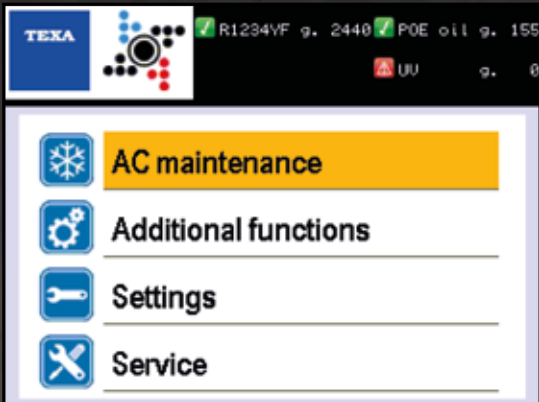 TEXA
R1234YF g. 2440 POE oil g. 155
UV g. 0
AC maintenance
Additional functions
Settings
Service